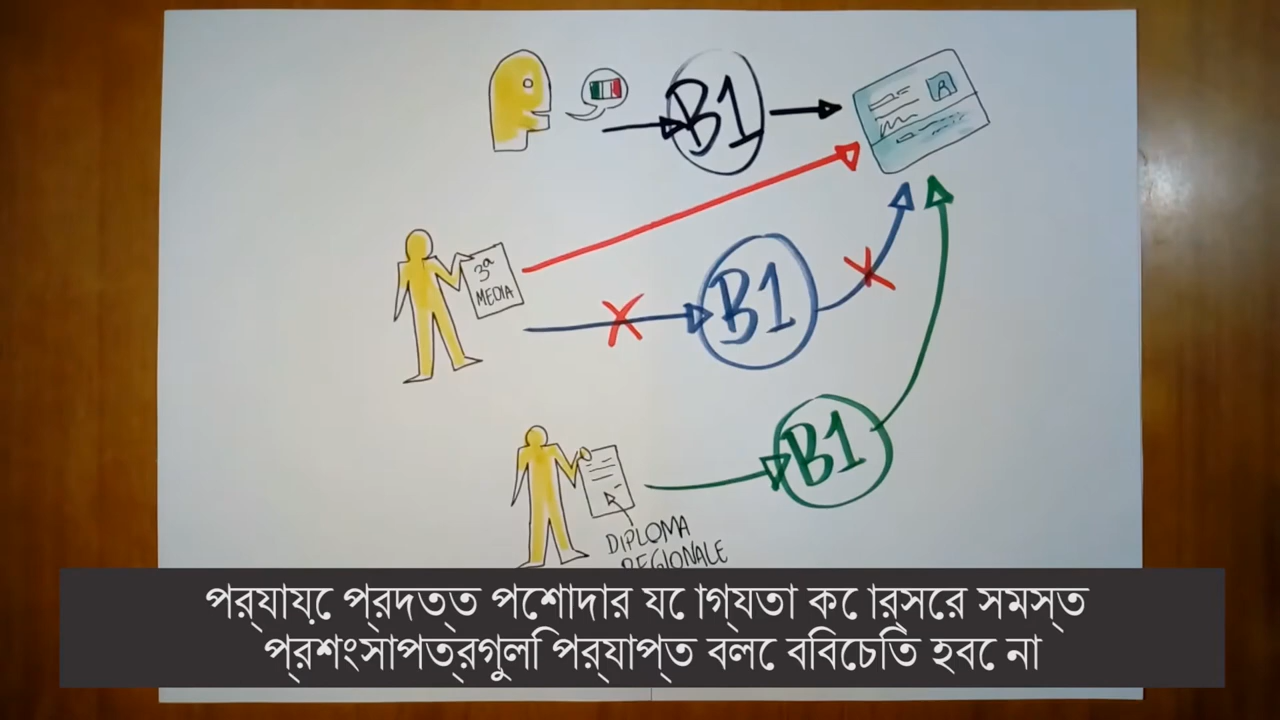 B1
R
3ª
MEDIA
B1
B1
DIPLOMA
REGIONALE
পর্যায়ে প্রদত্ত পেশাদার যোগ্যতা কোর্সের সমস্ত
প্রশংসাপত্রগুলি পর্যাপ্ত বলে বিবেচিত হবে না